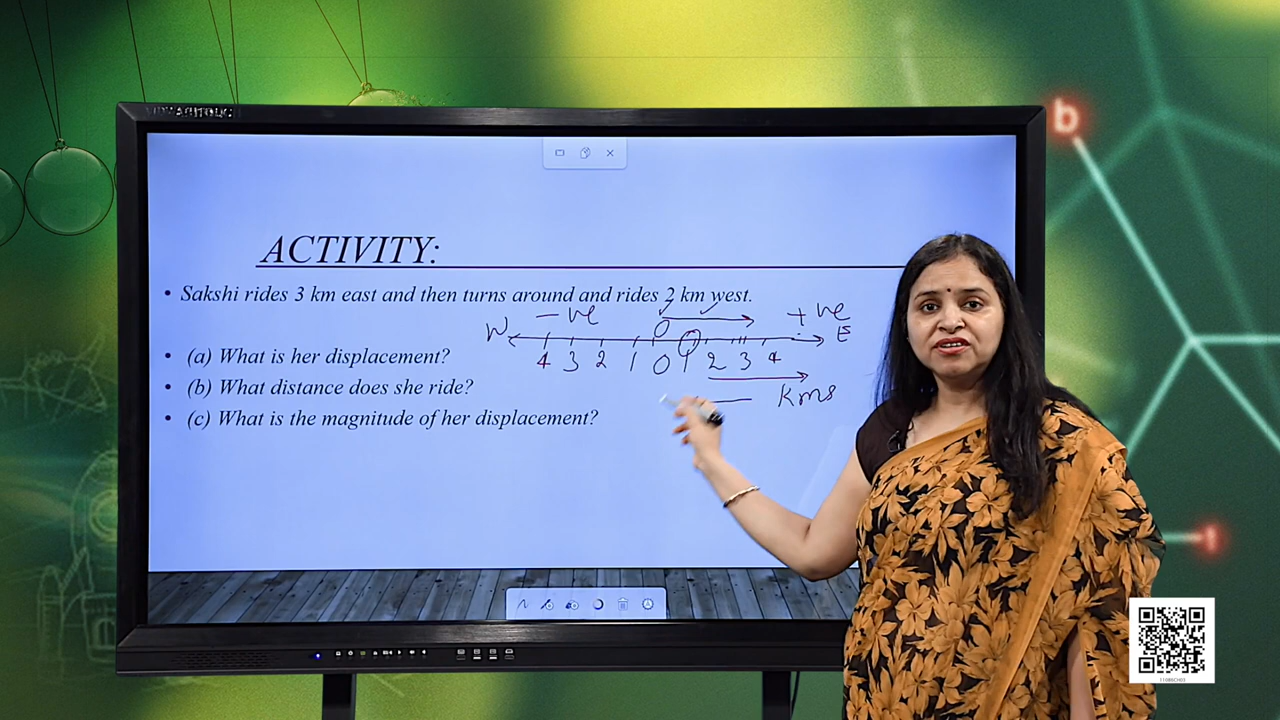 b
ACTIVITY:
• Sakshi rides 3 km east and then turns around and rides 2 km west.
-ve +ve
W O E
4 3 2 1 0 1 2 3 4
• (a) What is her displacement?
• (b) What distance does she ride?
kms
• (c) What is the magnitude of her displacement?